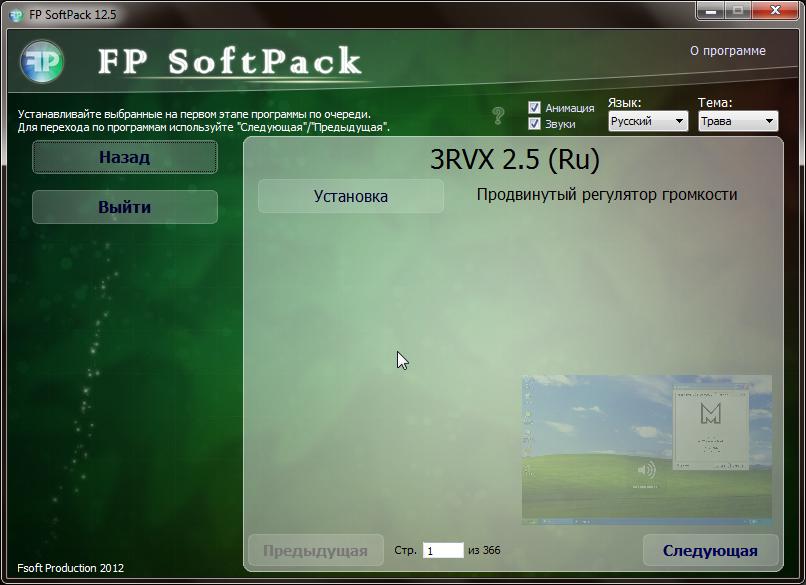 FP SoftPack 12.5
FP SoftPack
О программе
Устанавливайте выбранные на первом этапе программы по очереди.
Для перехода по программам используйте "Следующая"/"Предыдущая".
?
Анимация
Звуки
Язык:
Русский
Тема:
Трава
Назад
Выйти
3RVX 2.5 (Ru)
Установка
Продвинутый регулятор громкости
Предыдущая
Стр. 1 из 366
Следующая
Fsoft Production 2012